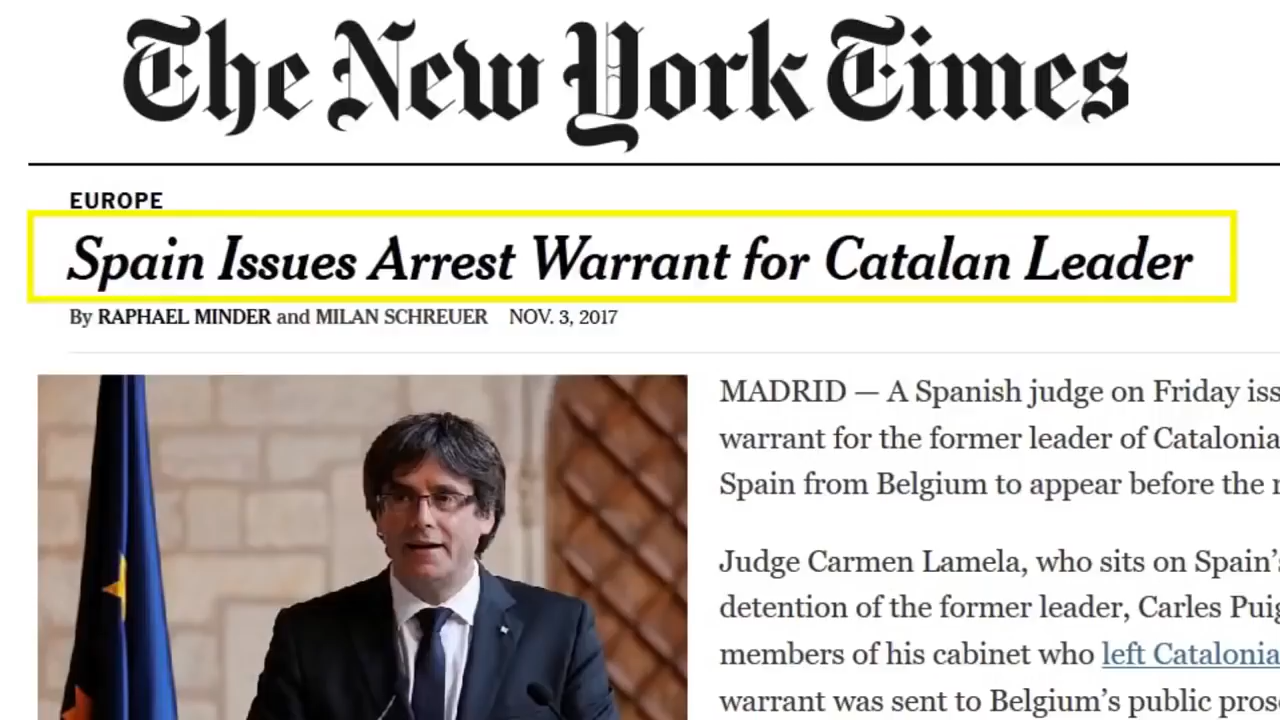 The New York Times
EUROPE
Spain Issues Arrest Warrant for Catalan Leader
By RAPHAEL MINDER and MILAN SCHREUER NOV. 3, 2017
MADRID — A Spanish judge on Friday
warrant for the former leader of Catalonia
Spain from Belgium to appear before the
Judge Carmen Lamela, who sits on Spain's
detention of the former leader, Carles
members of his cabinet who left Catalonia
warrant was sent to Belgium's public